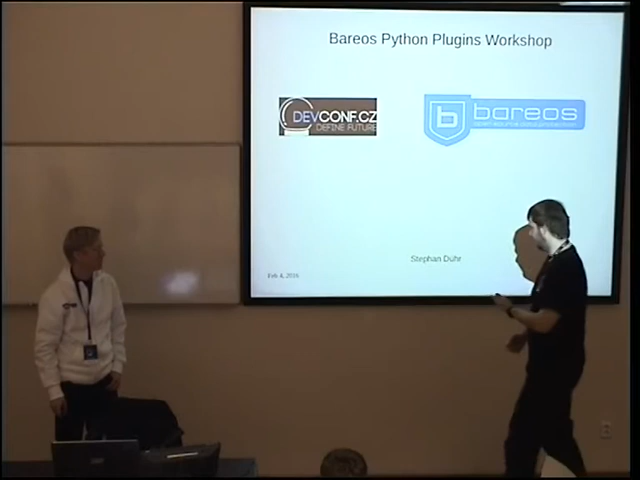 Bareos Python Plugins Workshop
DEVCONF.CZ
DEFINE FUTURE
b bareos
Stephan Dühr
Feb 4, 2016